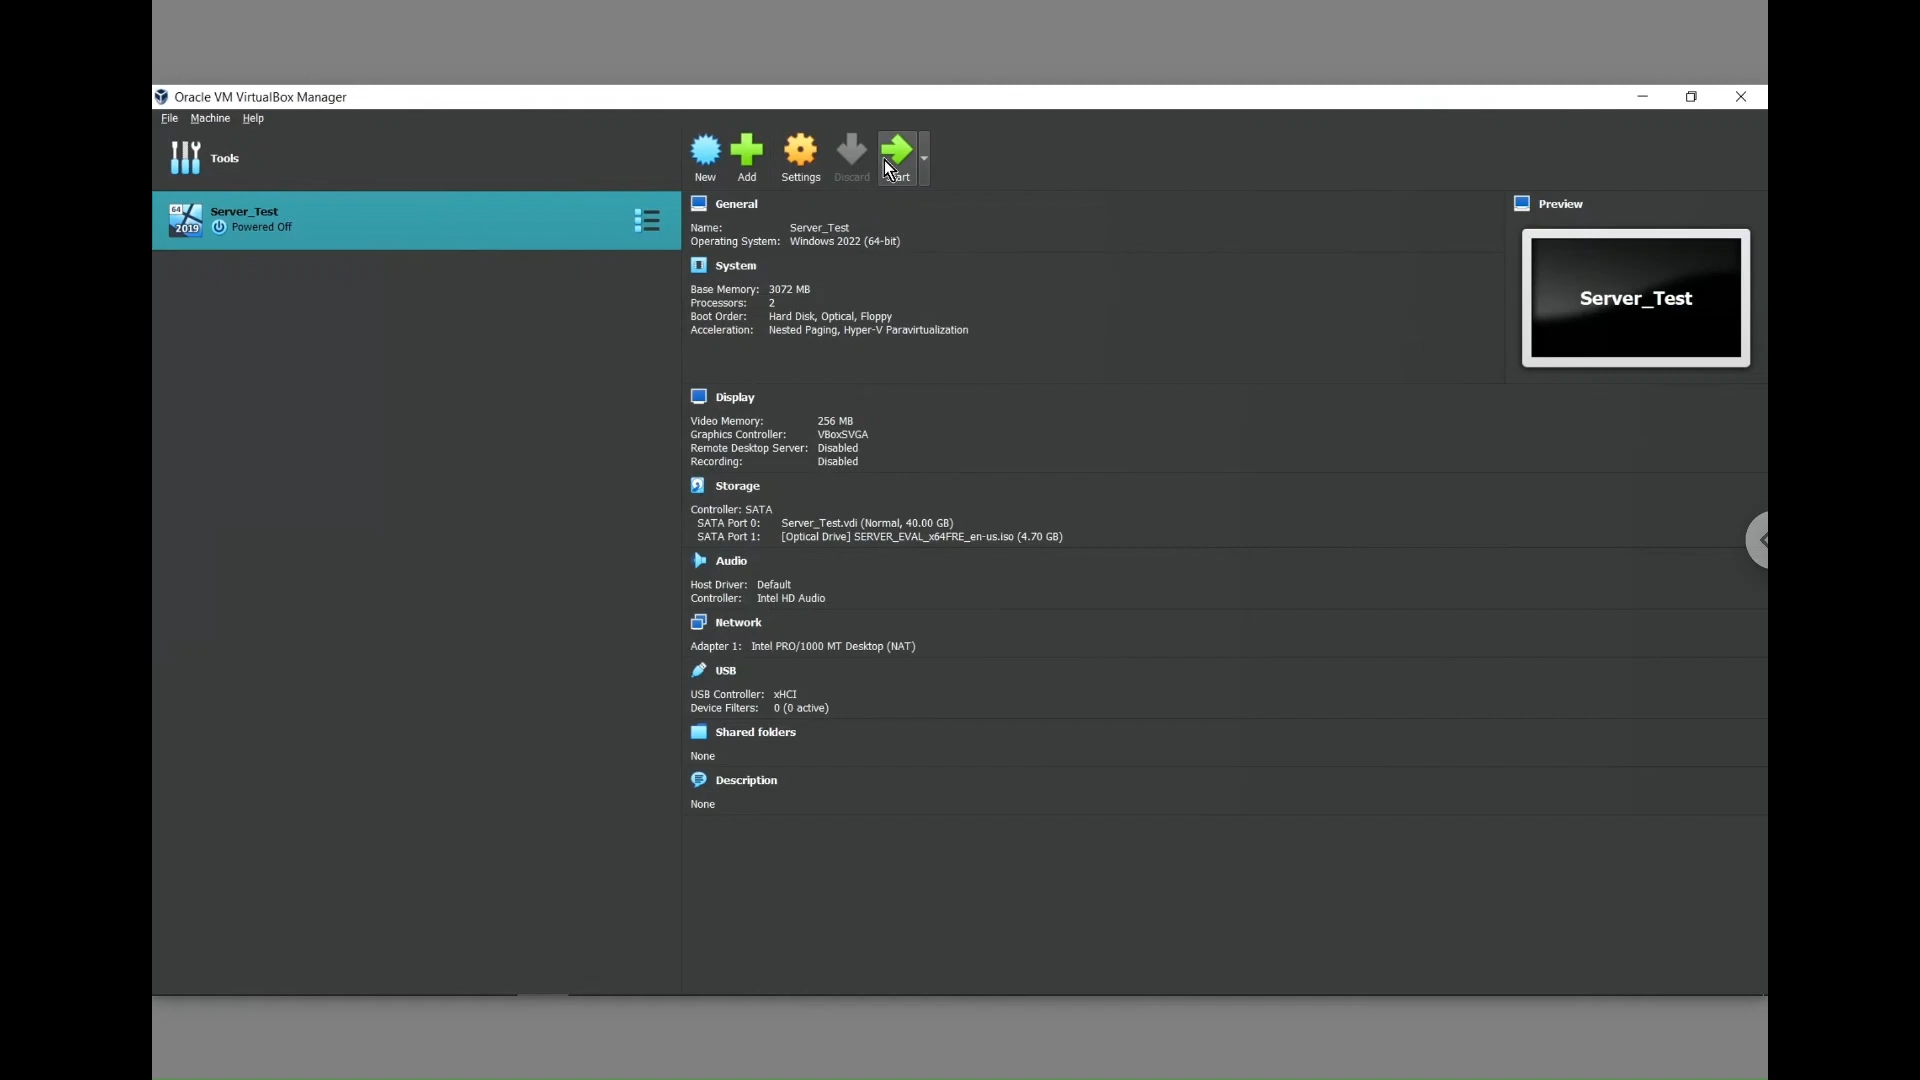 Oracle VM VirtualBox Manager
File Machine Help
Tools
New Add Settings Discard
64 2019
Server_Test
Powered Off
General
Name: Server_Test
Operating System: Windows 2022 (64-bit)
System
Base Memory: 3072 MB
Processors: 2
Boot Order: Hard Disk, Optical, Floppy
Acceleration: Nested Paging, Hyper-V Paravirtualization
Preview
Server_Test
Display
Video Memory: 256 MB
Graphics Controller: VBoxSVGA
Remote Desktop Server: Disabled
Recording: Disabled
Storage
Controller: SATA
SATA Port 0: Server_Test.vdi (Normal, 40.00 GB)
SATA Port 1: [Optical Drive] SERVER_EVAL_x64FRE_en-us.iso (4.70 GB)
Audio
Host Driver: Default
Controller: Intel HD Audio
Network
Adapter 1: Intel PRO/1000 MT Desktop (NAT)
USB
USB Controller: xHCI
Device Filters: 0 (0 active)
Shared folders
None
Description
None